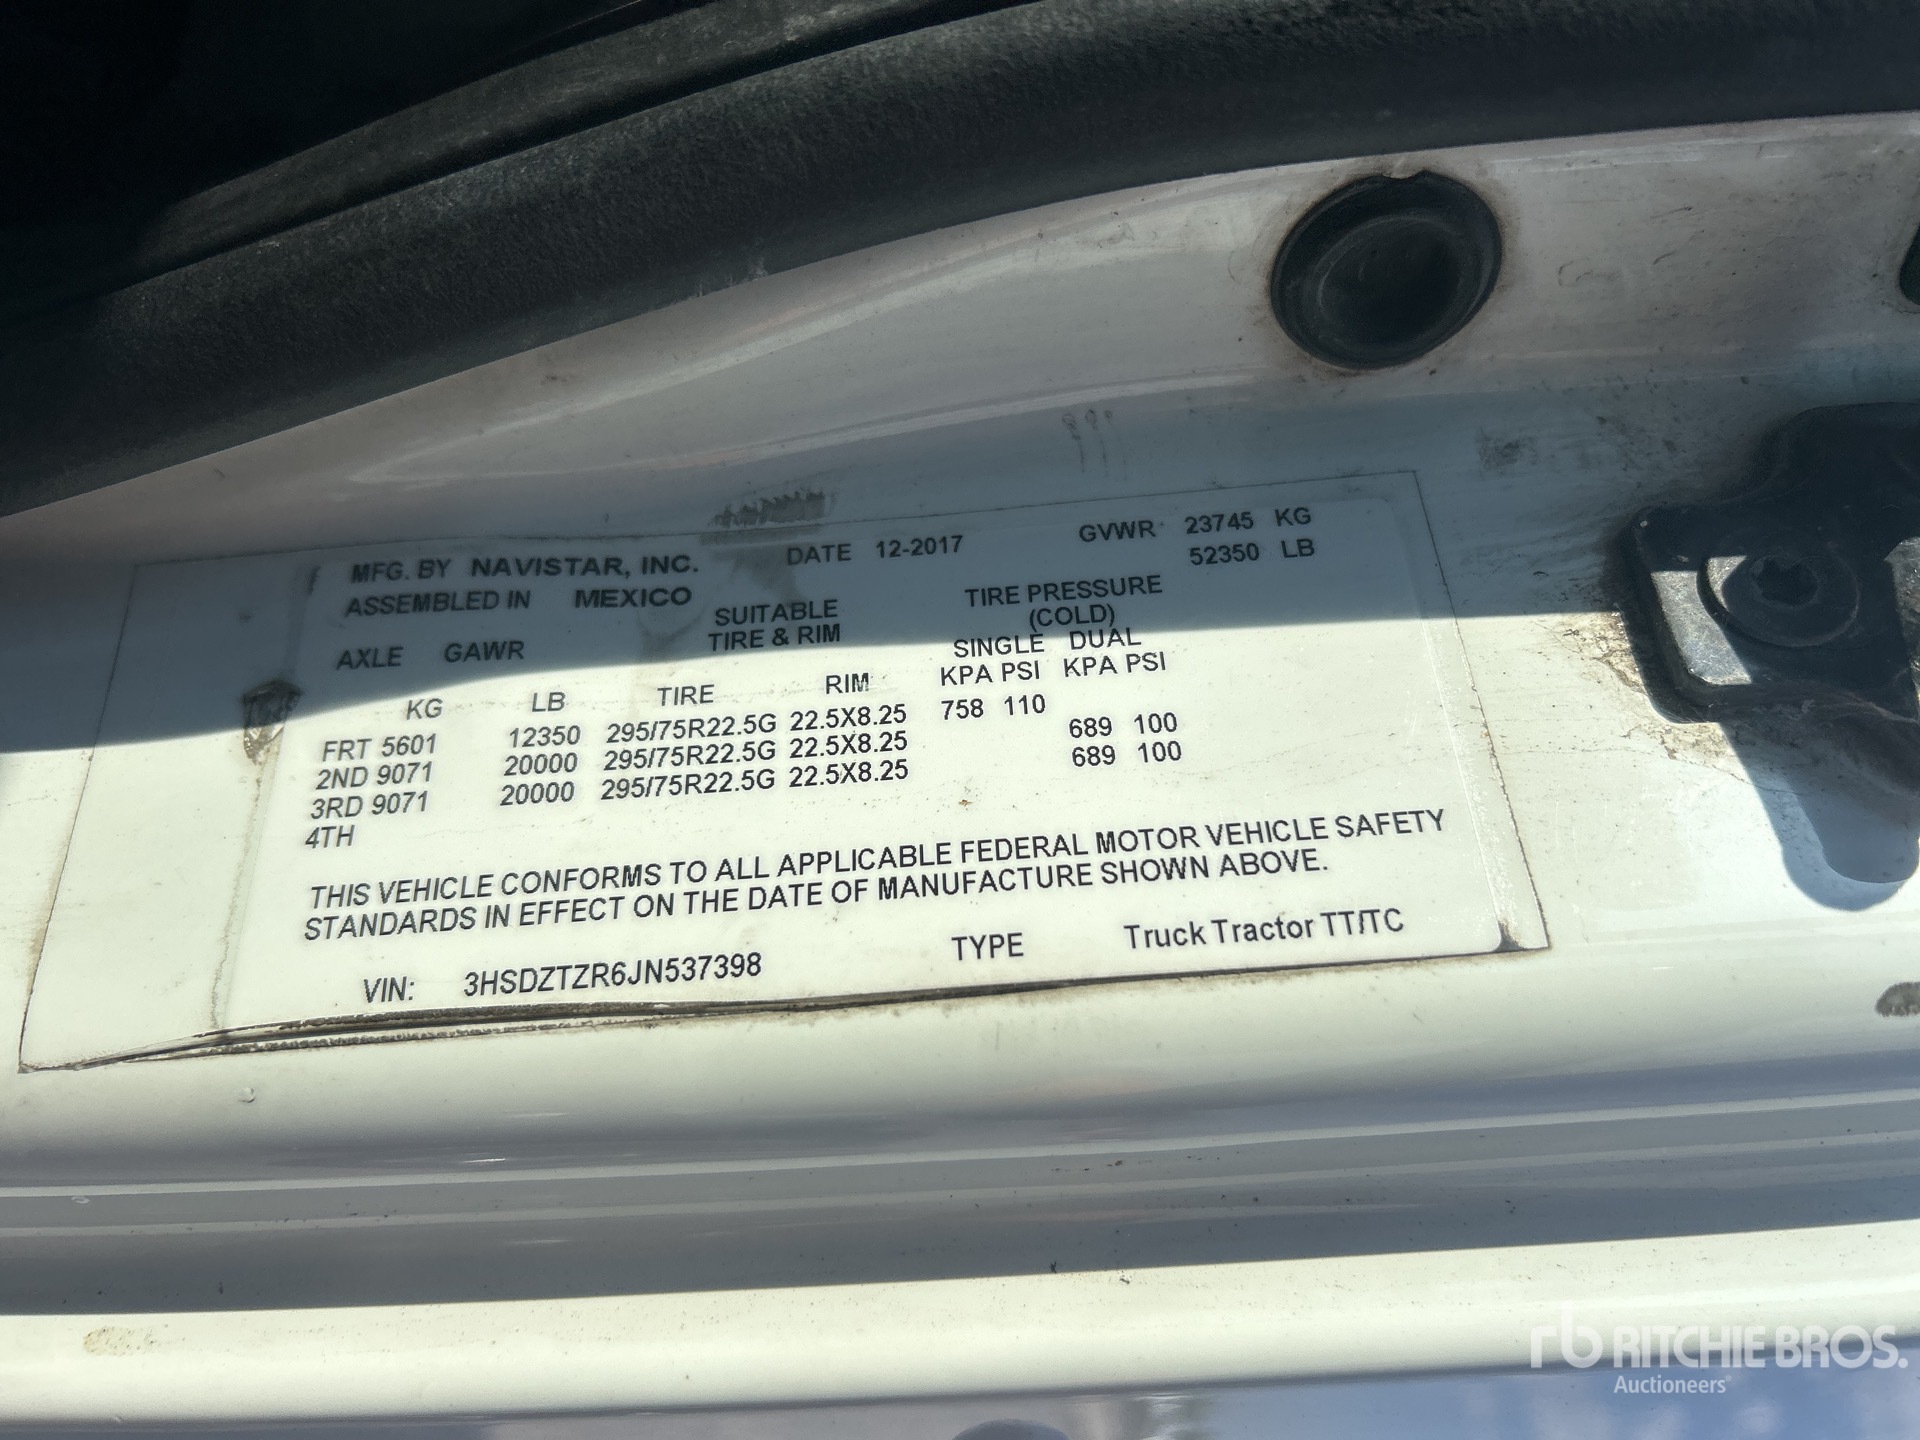 MFG. BY NAVISTAR, INC. DATE 12-2017 GVWR 23745 KG
52350 LB
ASSEMBLED IN MEXICO
SUITABLE TIRE PRESSURE
TIRE & RIM (COLD)
AXLE GAWR SINGLE DUAL
KG LB TIRE RIM KPA PSI KPA PSI
FRT 5601 12350 295/75R22.5G 22.5X8.25 758 110
2ND 9071 20000 295/75R22.5G 22.5X8.25 689 100
3RD 9071 20000 295/75R22.5G 22.5X8.25 689 100
4TH
THIS VEHICLE CONFORMS TO ALL APPLICABLE FEDERAL MOTOR VEHICLE SAFETY
STANDARDS IN EFFECT ON THE DATE OF MANUFACTURE SHOWN ABOVE.
VIN: 3HSDZTZR6JN537398 TYPE Truck Tractor TT/TC
rb RITCHIE BROS.
Auctioneers